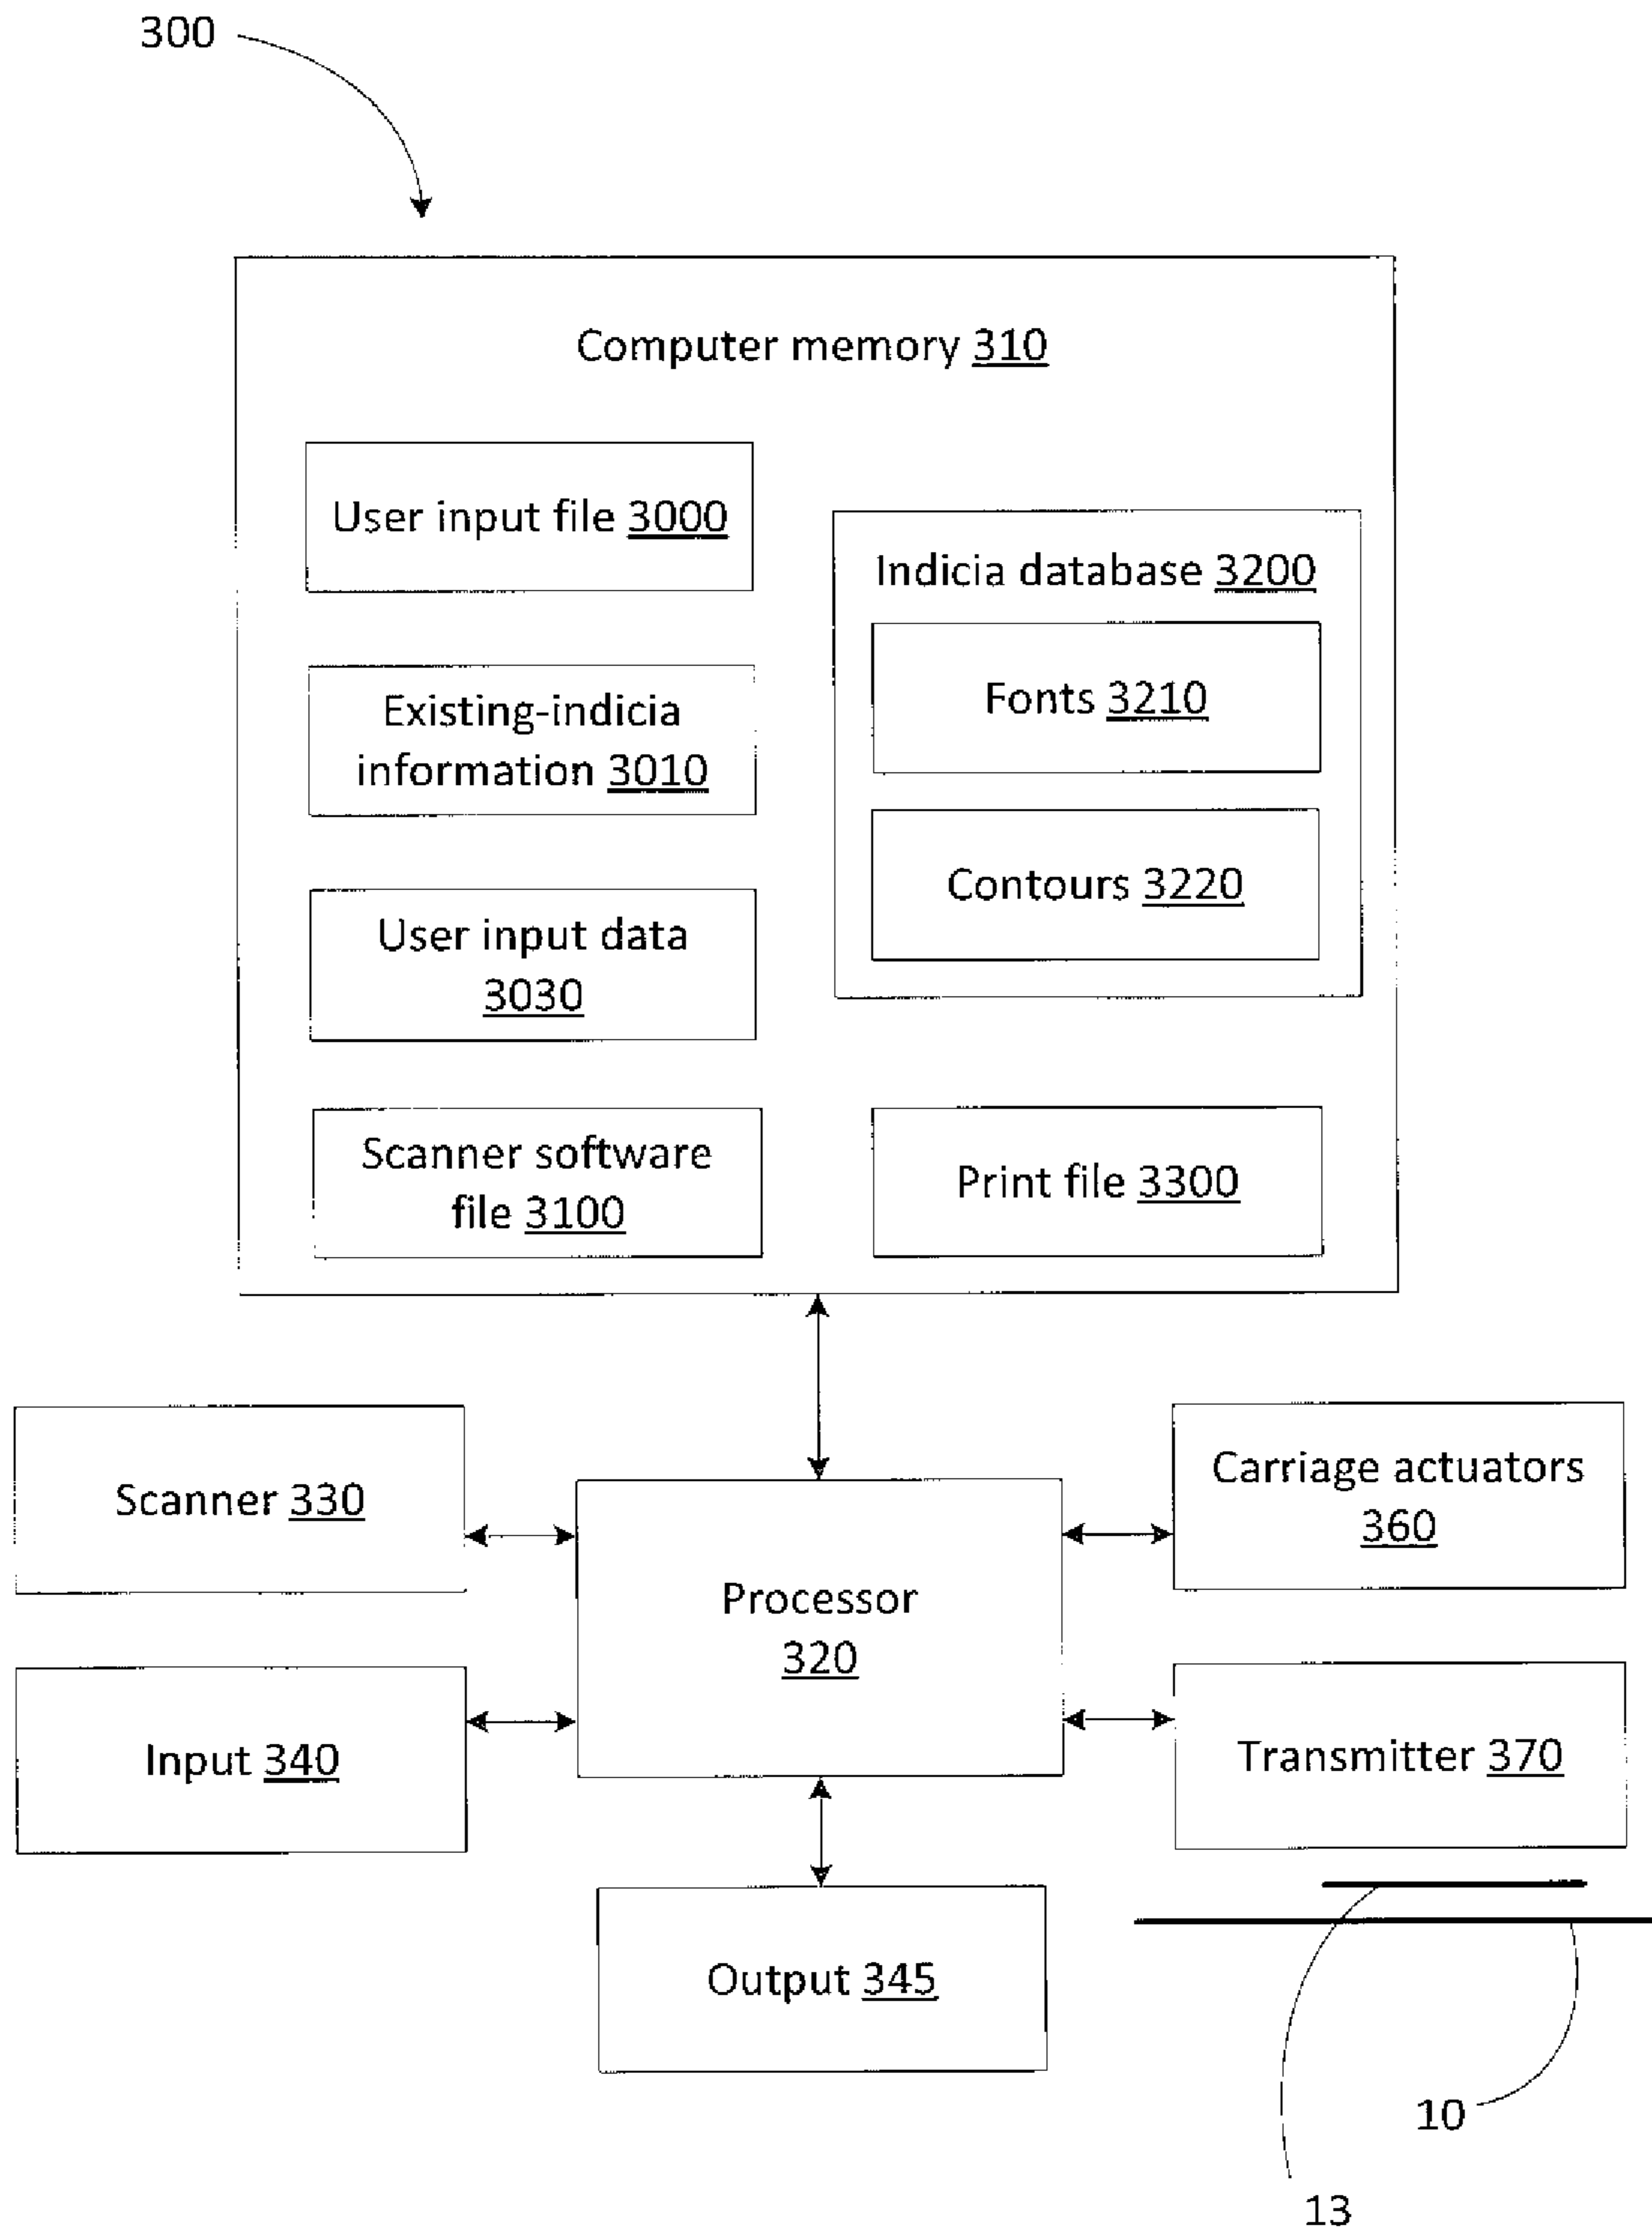 300
Computer memory 310
User input file 3000
Existing-indicia
information 3010
User input data
3030
Scanner software
file 3100
Indicia database 3200
Fonts 3210
Contours 3220
Print file 3300
Scanner 330
Input 340
Processor
320
Carriage actuators
360
Transmitter 370
Output 345
10
13